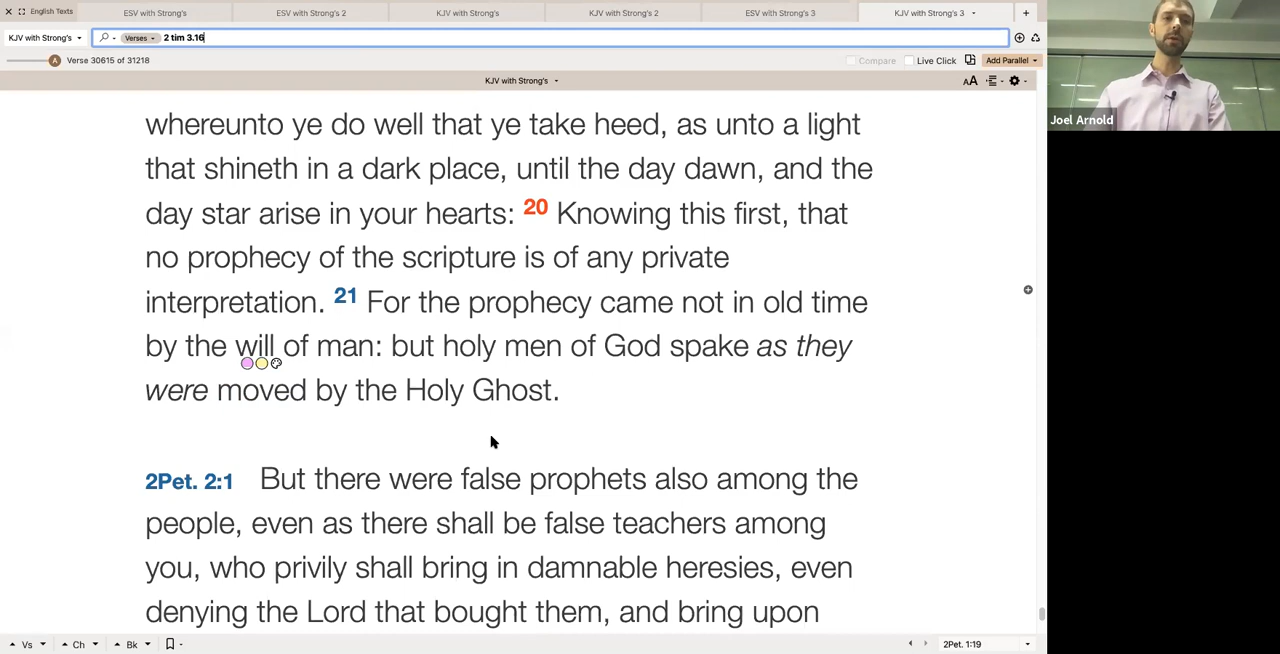 English Texts
ESV with Strong's
ESV with Strong's 2
KJV with Strong's
KJV with Strong's 2
ESV with Strong's 3
KJV with Strong's 3
KJV with Strong's
Verses
2 tim 3.16
A
Verse 30615 of 31218
Compare
Live Click
Add Parallel
KJV with Strong's
AA
whereunto ye do well that ye take heed, as unto a light
that shineth in a dark place, until the day dawn, and the
day star arise in your hearts: 20 Knowing this first, that
no prophecy of the scripture is of any private
interpretation. 21 For the prophecy came not in old time
by the will of man: but holy men of God spake as they
were moved by the Holy Ghost.
2Pet. 2:1 But there were false prophets also among the
people, even as there shall be false teachers among
you, who privily shall bring in damnable heresies, even
denying the Lord that bought them, and bring upon
Vs
Ch
Bk
2Pet. 1:19
Joel Arnold